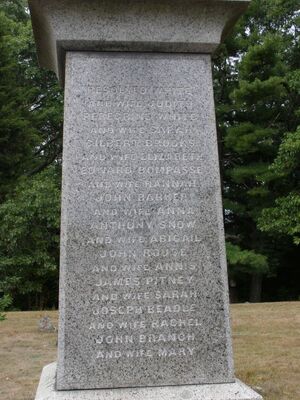 RESOLVED WHITE
AND WIFE JUDITH
PEREGRINE WHITE
AND WIFE SARAH
GILBERT BROOKS
AND WIFE ELIZABETH
EDWARD BOMPASSE
AND WIFE HANNAH
JOHN BARKER
AND WIFE ANNA
ANTHONY SNOW
AND WIFE ABIGAIL
JOHN ROUSE
AND WIFE ANNIS
JAMES PITNEY
AND WIFE SARAH
JOSEPH BEADLE
AND WIFE RACHEL
JOHN BRANCH
AND WIFE MARY